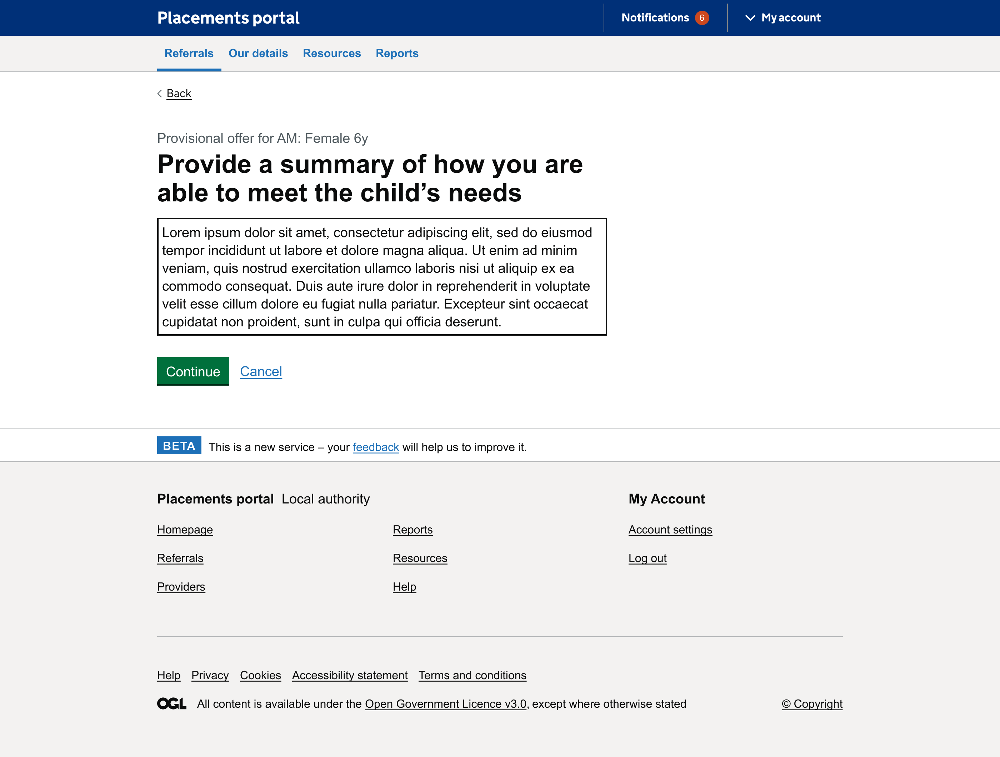 Placements portal
Notifications 6
My account
Referrals Our details Resources Reports
Back
Provisional offer for AM: Female 6y
Provide a summary of how you are
able to meet the child’s needs
Lorem ipsum dolor sit amet, consectetur adipiscing elit, sed do eiusmod
tempor incididunt ut labore et dolore magna aliqua. Ut enim ad minim
veniam, quis nostrud exercitation ullamco laboris nisi ut aliquip ex ea
commodo consequat. Duis aute irure dolor in reprehenderit in voluptate
velit esse cillum dolore eu fugiat nulla pariatur. Excepteur sint occaecat
cupidatat non proident, sunt in culpa qui officia deserunt.
Continue Cancel
BETA This is a new service – your feedback will help us to improve it.
Placements portal Local authority
Homepage
Referrals
Providers
Reports
Resources
Help
My Account
Account settings
Log out
Help Privacy Cookies Accessibility statement Terms and conditions
OGL All content is available under the Open Government Licence v3.0, except where otherwise stated
© Copyright